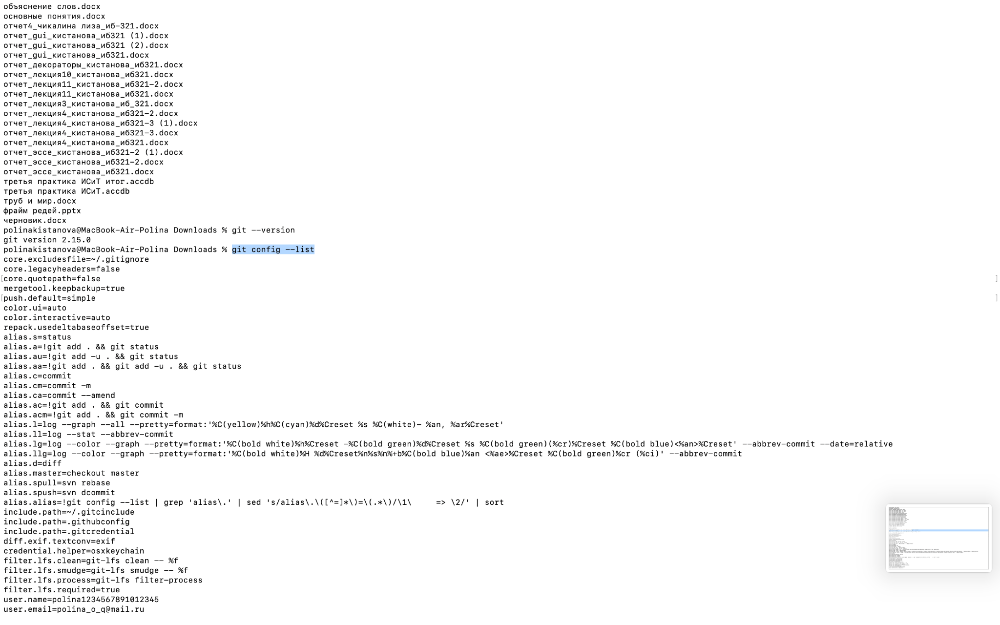 объяснение слов.docx
основные понятия.docx
отчет4_чикалина лиза_иб-321.docx
отчет_gui_кистанова_иб321 (1).docx
отчет_gui_кистанова_иб321 (2).docx
отчет_gui_кистанова_иб321.docx
отчет_декораторы_кистанова_иб321.docx
отчет_лекция10_кистанова_иб321.docx
отчет_лекция11_кистанова_иб321-2.docx
отчет_лекция11_кистанова_иб321.docx
отчет_лекция3_кистанова_иб_321.docx
отчет_лекция4_кистанова_иб321-2.docx
отчет_лекция4_кистанова_иб321-3 (1).docx
отчет_лекция4_кистанова_иб321-3.docx
отчет_лекция4_кистанова_иб321.docx
отчет_эссе_кистанова_иб321-2 (1).docx
отчет_эссе_кистанова_иб321-2.docx
отчет_эссе_кистанова_иб321.docx
третья практика ИСиТ итог.accdb
третья практика ИСиТ.accdb
труб и мир.docx
фрайм редей.pptx
черновик.docx
polinakistanova@MacBook-Air-Polina Downloads % git --version
git version 2.15.0
polinakistanova@MacBook-Air-Polina Downloads % git config --list
core.excludesfile=~/.gitignore
core.legacyheaders=false
[core.quotepath=false ]
mergetool.keepbackup=true
[push.default=simple ]
color.ui=auto
color.interactive=auto
repack.usedeltabaseoffset=true
alias.s=status
alias.a=!git add . && git status
alias.au=!git add -u . && git status
alias.aa=!git add . && git add -u . && git status
alias.c=commit
alias.cm=commit -m
alias.ca=commit --amend
alias.ac=!git add . && git commit
alias.acm=!git add . && git commit -m
alias.l=log --graph --all --pretty=format:'%C(yellow)%h%C(cyan)%d%Creset %s %C(white)- %an, %ar%Creset'
alias.ll=log --stat --abbrev-commit
alias.lg=log --color --graph --pretty=format:'%C(bold white)%h%Creset -%C(bold green)%d%Creset %s %C(bold green)(%cr)%Creset %C(bold blue)<%an>%Creset' --abbrev-commit --date=relative
alias.llg=log --color --graph --pretty=format:'%C(bold white)%H %d%Creset%n%s%n%+b%C(bold blue)%an <%ae>%Creset %C(bold green)%cr (%ci)' --abbrev-commit
alias.d=diff
alias.master=checkout master
alias.spull=svn rebase
alias.spush=svn dcommit
alias.alias=!git config --list | grep 'alias\.' | sed 's/alias\.\([^=]*\)=\(.*\)/\1\     => \2/' | sort
include.path=~/.gitcinclude
include.path=.githubconfig
include.path=.gitcredential
diff.exif.textconv=exif
credential.helper=osxkeychain
filter.lfs.clean=git-lfs clean -- %f
filter.lfs.smudge=git-lfs smudge -- %f
filter.lfs.process=git-lfs filter-process
filter.lfs.required=true
user.name=polina1234567891012345
user.email=polina_o_q@mail.ru